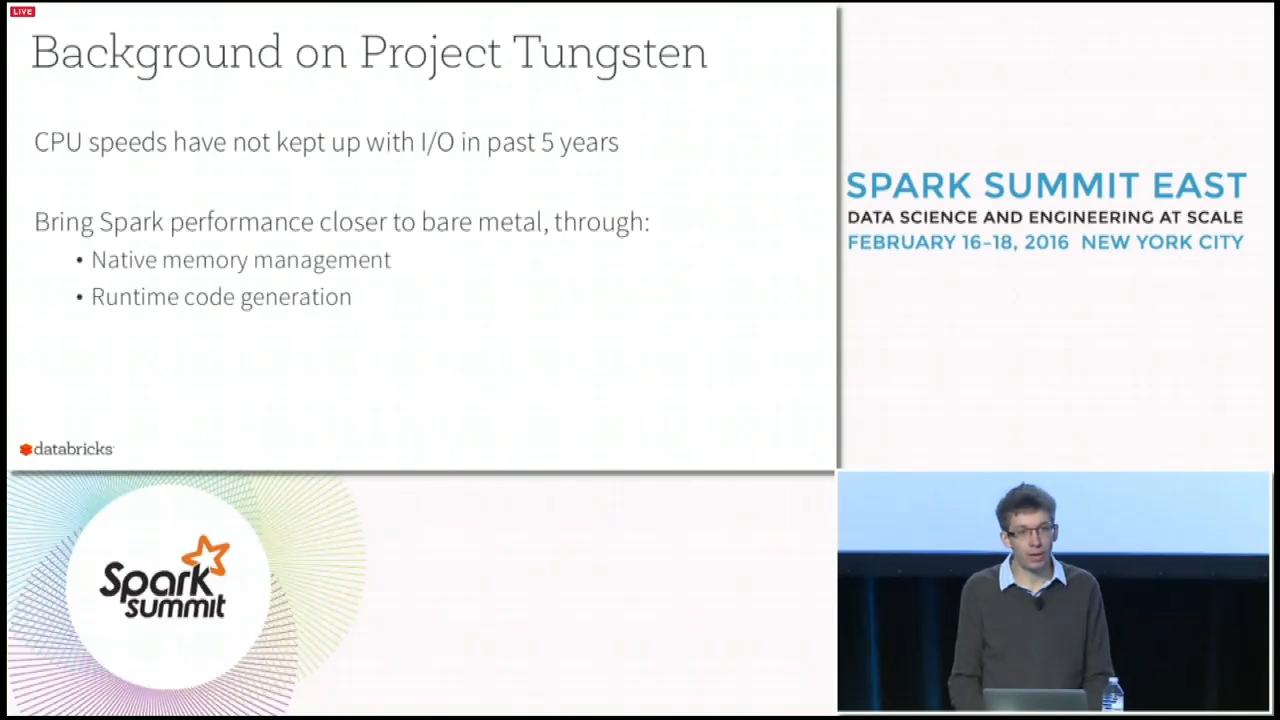 LIVE
Background on Project Tungsten
CPU speeds have not kept up with I/O in past 5 years
Bring Spark performance closer to bare metal, through:
• Native memory management
• Runtime code generation
databricks
SPARK SUMMIT EAST
DATA SCIENCE AND ENGINEERING AT SCALE
FEBRUARY 16-18, 2016 NEW YORK CITY
Spark
summit